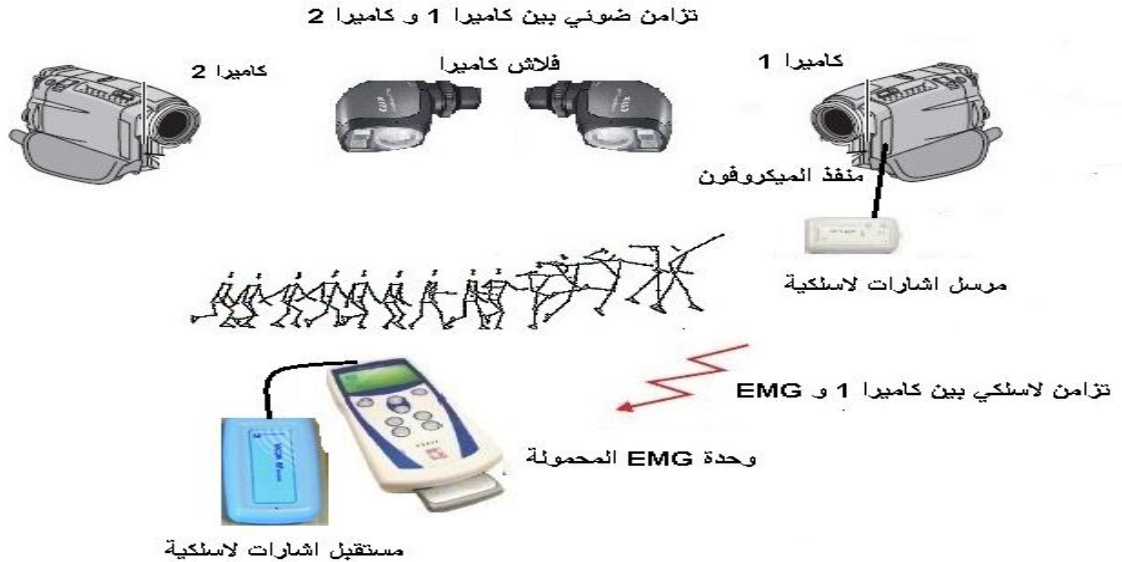 تزامن ضوئي بين كاميرا 1 و كاميرا 2
كاميرا 1
فلاش كاميرا
كاميرا 2
منفذ الميكروفون
مرسل اشارات لاسلكية
تزامن لاسلكي بين كاميرا 1 و EMG
وحدة EMG المحمولة
مستقبل اشارات لاسلكية